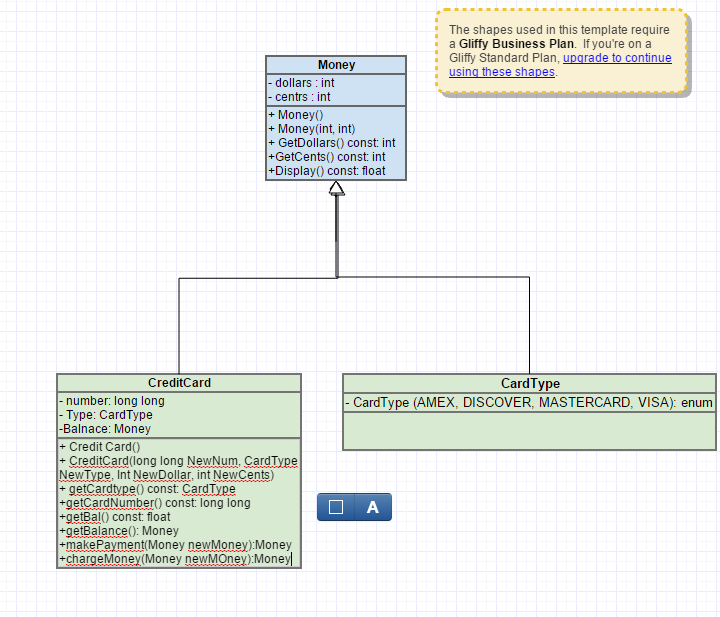 The shapes used in this template require
a Gliffy Business Plan. If you're on a
Gliffy Standard Plan, upgrade to continue
using these shapes.
Money
- dollars : int
- centrs : int
+ Money()
+ Money(int, int)
+ GetDollars() const: int
+GetCents() const: int
+Display() const: float
CreditCard
- number: long long
- Type: CardType
-Balnace: Money
+ Credit Card()
+ CreditCard(long long NewNum, CardType
NewType, Int NewDollar, int NewCents)
+ getCardtype() const: CardType
+getCardNumber() const: long long
+getBal() const: float
+getBalance(): Money
+makePayment(Money newMoney):Money
+chargeMoney(Money newMOney):Money
CardType
- CardType (AMEX, DISCOVER, MASTERCARD, VISA): enum
A